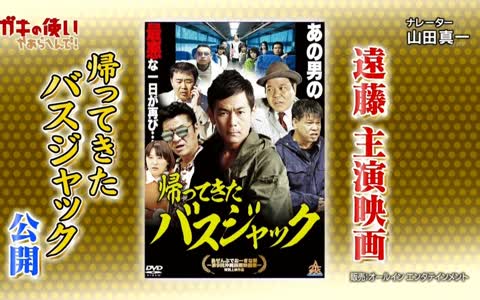 ガキの使い
やあらへんで!
ナレーター
山田真一
遠藤 主演映画
帰ってきた
バスジャック
公開
あの男の
最悪な一日が再び…
帰ってきた
バスジャック
DVD
販売:オールイン エンタテインメント